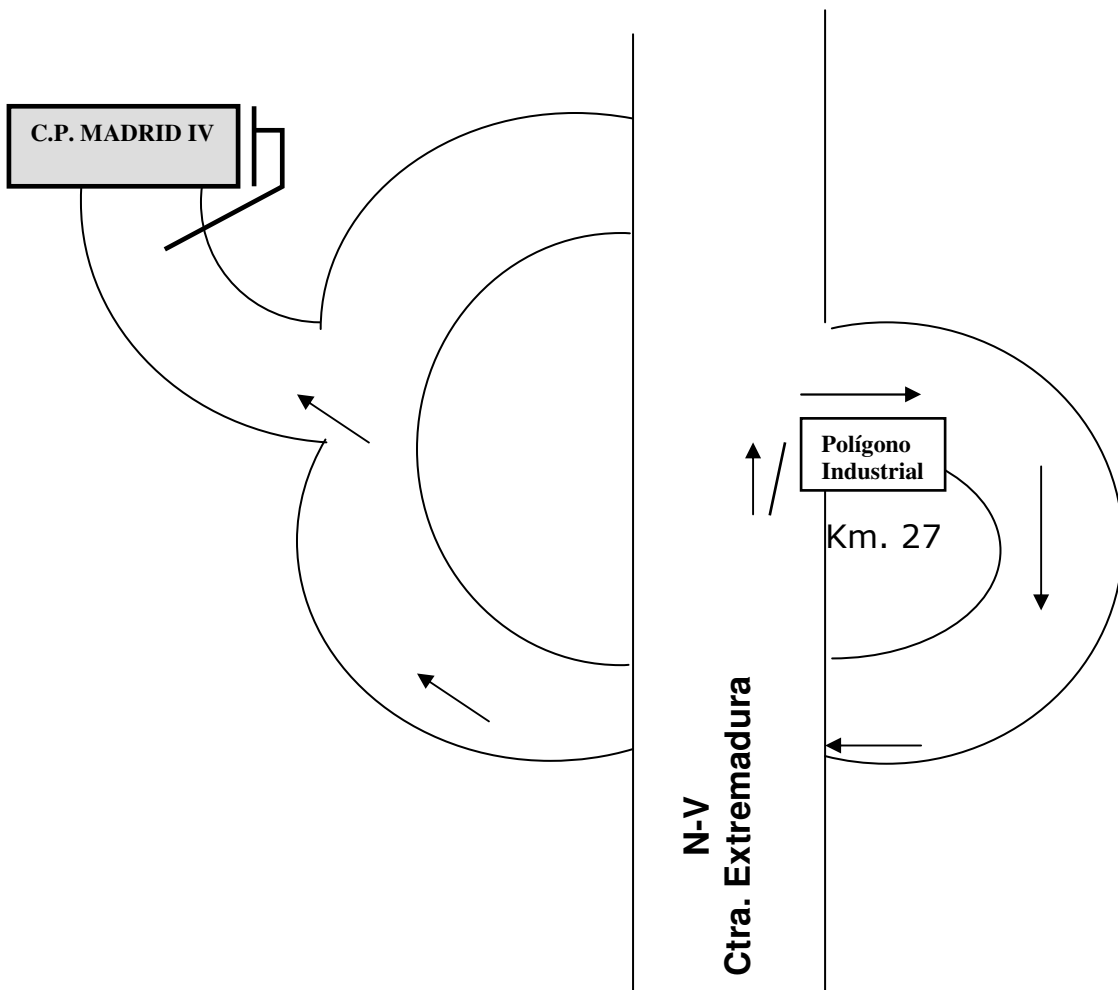 C.P. MADRID IV
Polígono
Industrial
Km. 27
N-V
Ctra. Extremadura